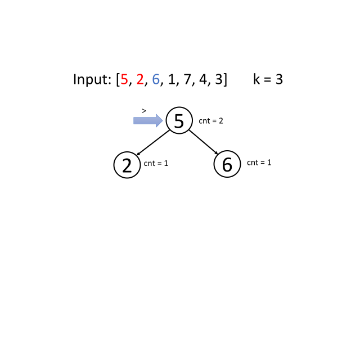 Input: [5, 2, 6, 1, 7, 4, 3] k = 3
>
5 cnt = 2
2 cnt = 1 6 cnt = 1